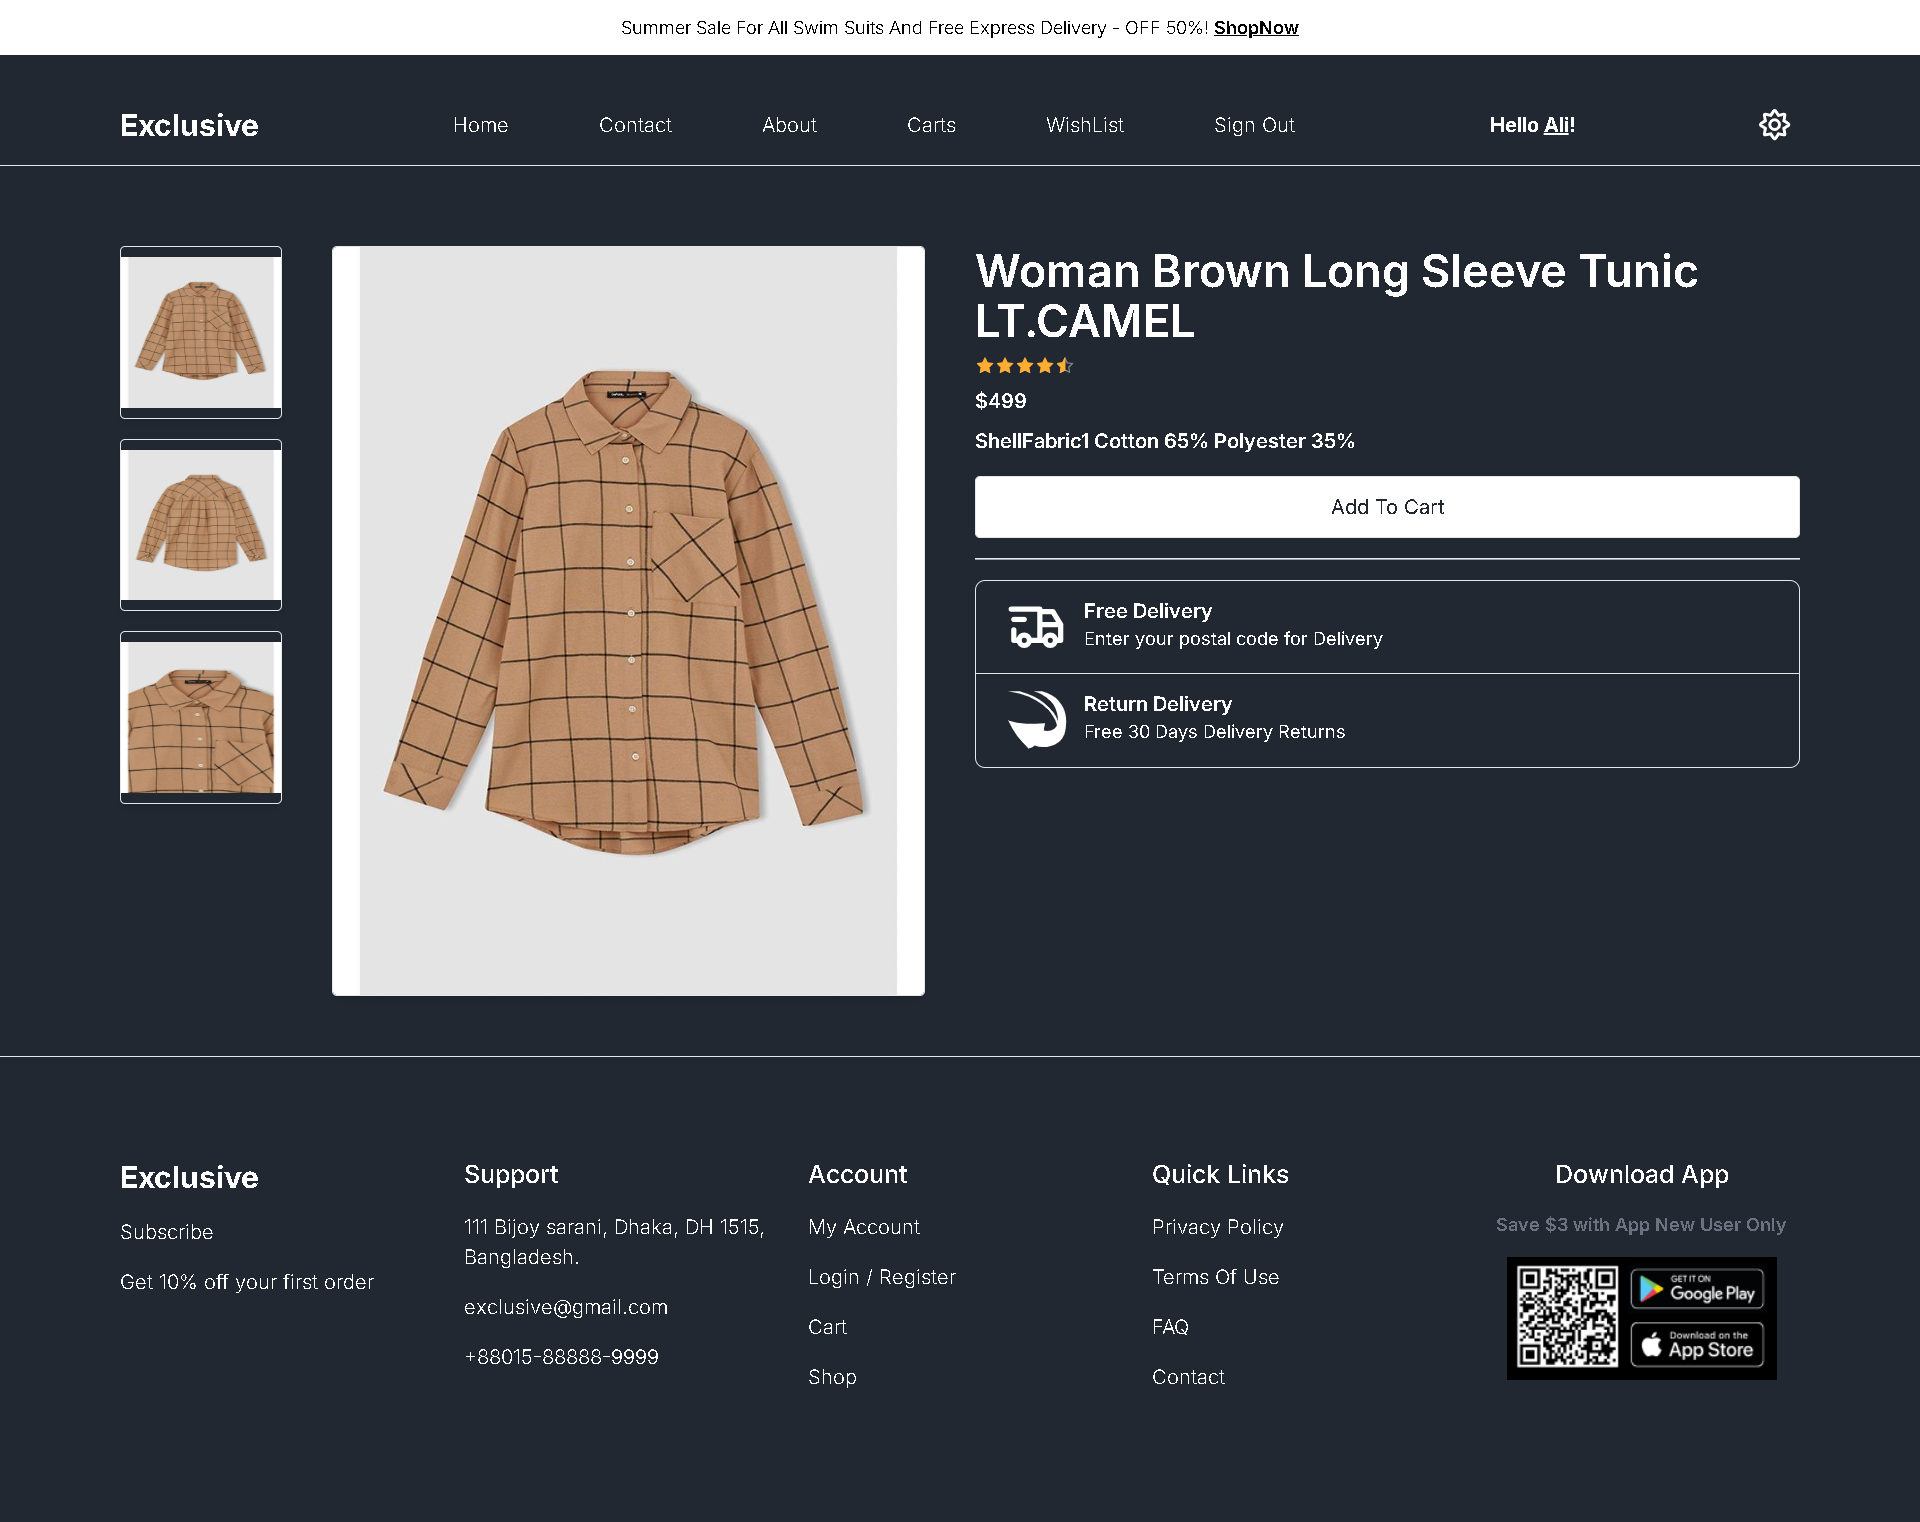 Summer Sale For All Swim Suits And Free Express Delivery - OFF 50%! ShopNow
Exclusive
Home
Contact
About
Carts
WishList
Sign Out
Hello Ali!
Woman Brown Long Sleeve Tunic
LT.CAMEL
$499
ShellFabric1 Cotton 65% Polyester 35%
Add To Cart
Free Delivery
Enter your postal code for Delivery
Return Delivery
Free 30 Days Delivery Returns
Exclusive
Subscribe
Get 10% off your first order
Support
111 Bijoy sarani, Dhaka, DH 1515,
Bangladesh.
exclusive@gmail.com
+88015-88888-9999
Account
My Account
Login / Register
Cart
Shop
Quick Links
Privacy Policy
Terms Of Use
FAQ
Contact
Download App
Save $3 with App New User Only
GET IT ON
Google Play
Download on the
App Store